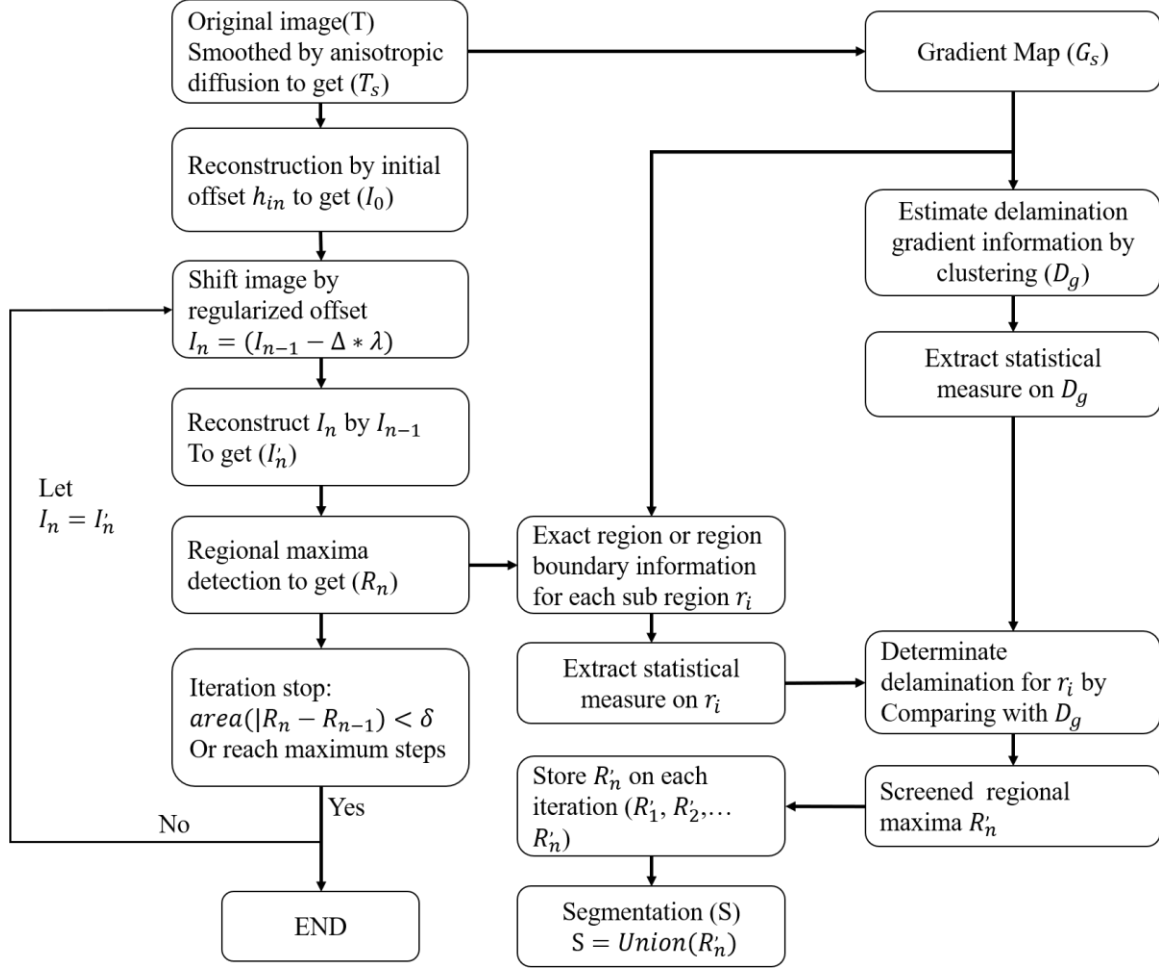 Original image(T)
Smoothed by anisotropic
diffusion to get (T_s)
Gradient Map (G_s)
Reconstruction by initial
offset h_{in} to get (I_0)
Estimate delamination
gradient information by
clustering (D_g)
Shift image by
regularized offset
I_n = (I_{n-1} − Δ ∗ λ)
Extract statistical
measure on D_g
Reconstruct I_n by I_{n-1}
To get (I'_n)
Let
I_n = I'_n
Regional maxima
detection to get (R_n)
Exact region or region
boundary information
for each sub region r_i
Iteration stop:
area(|R_n − R_{n-1}) < δ
Or reach maximum steps
Extract statistical
measure on r_i
Determinate
delamination for r_i by
Comparing with D_g
Yes
No
Store R'_n on each
iteration (R'_1, R'_2,…
R'_n)
Screened regional
maxima R'_n
END
Segmentation (S)
S = Union(R'_n)